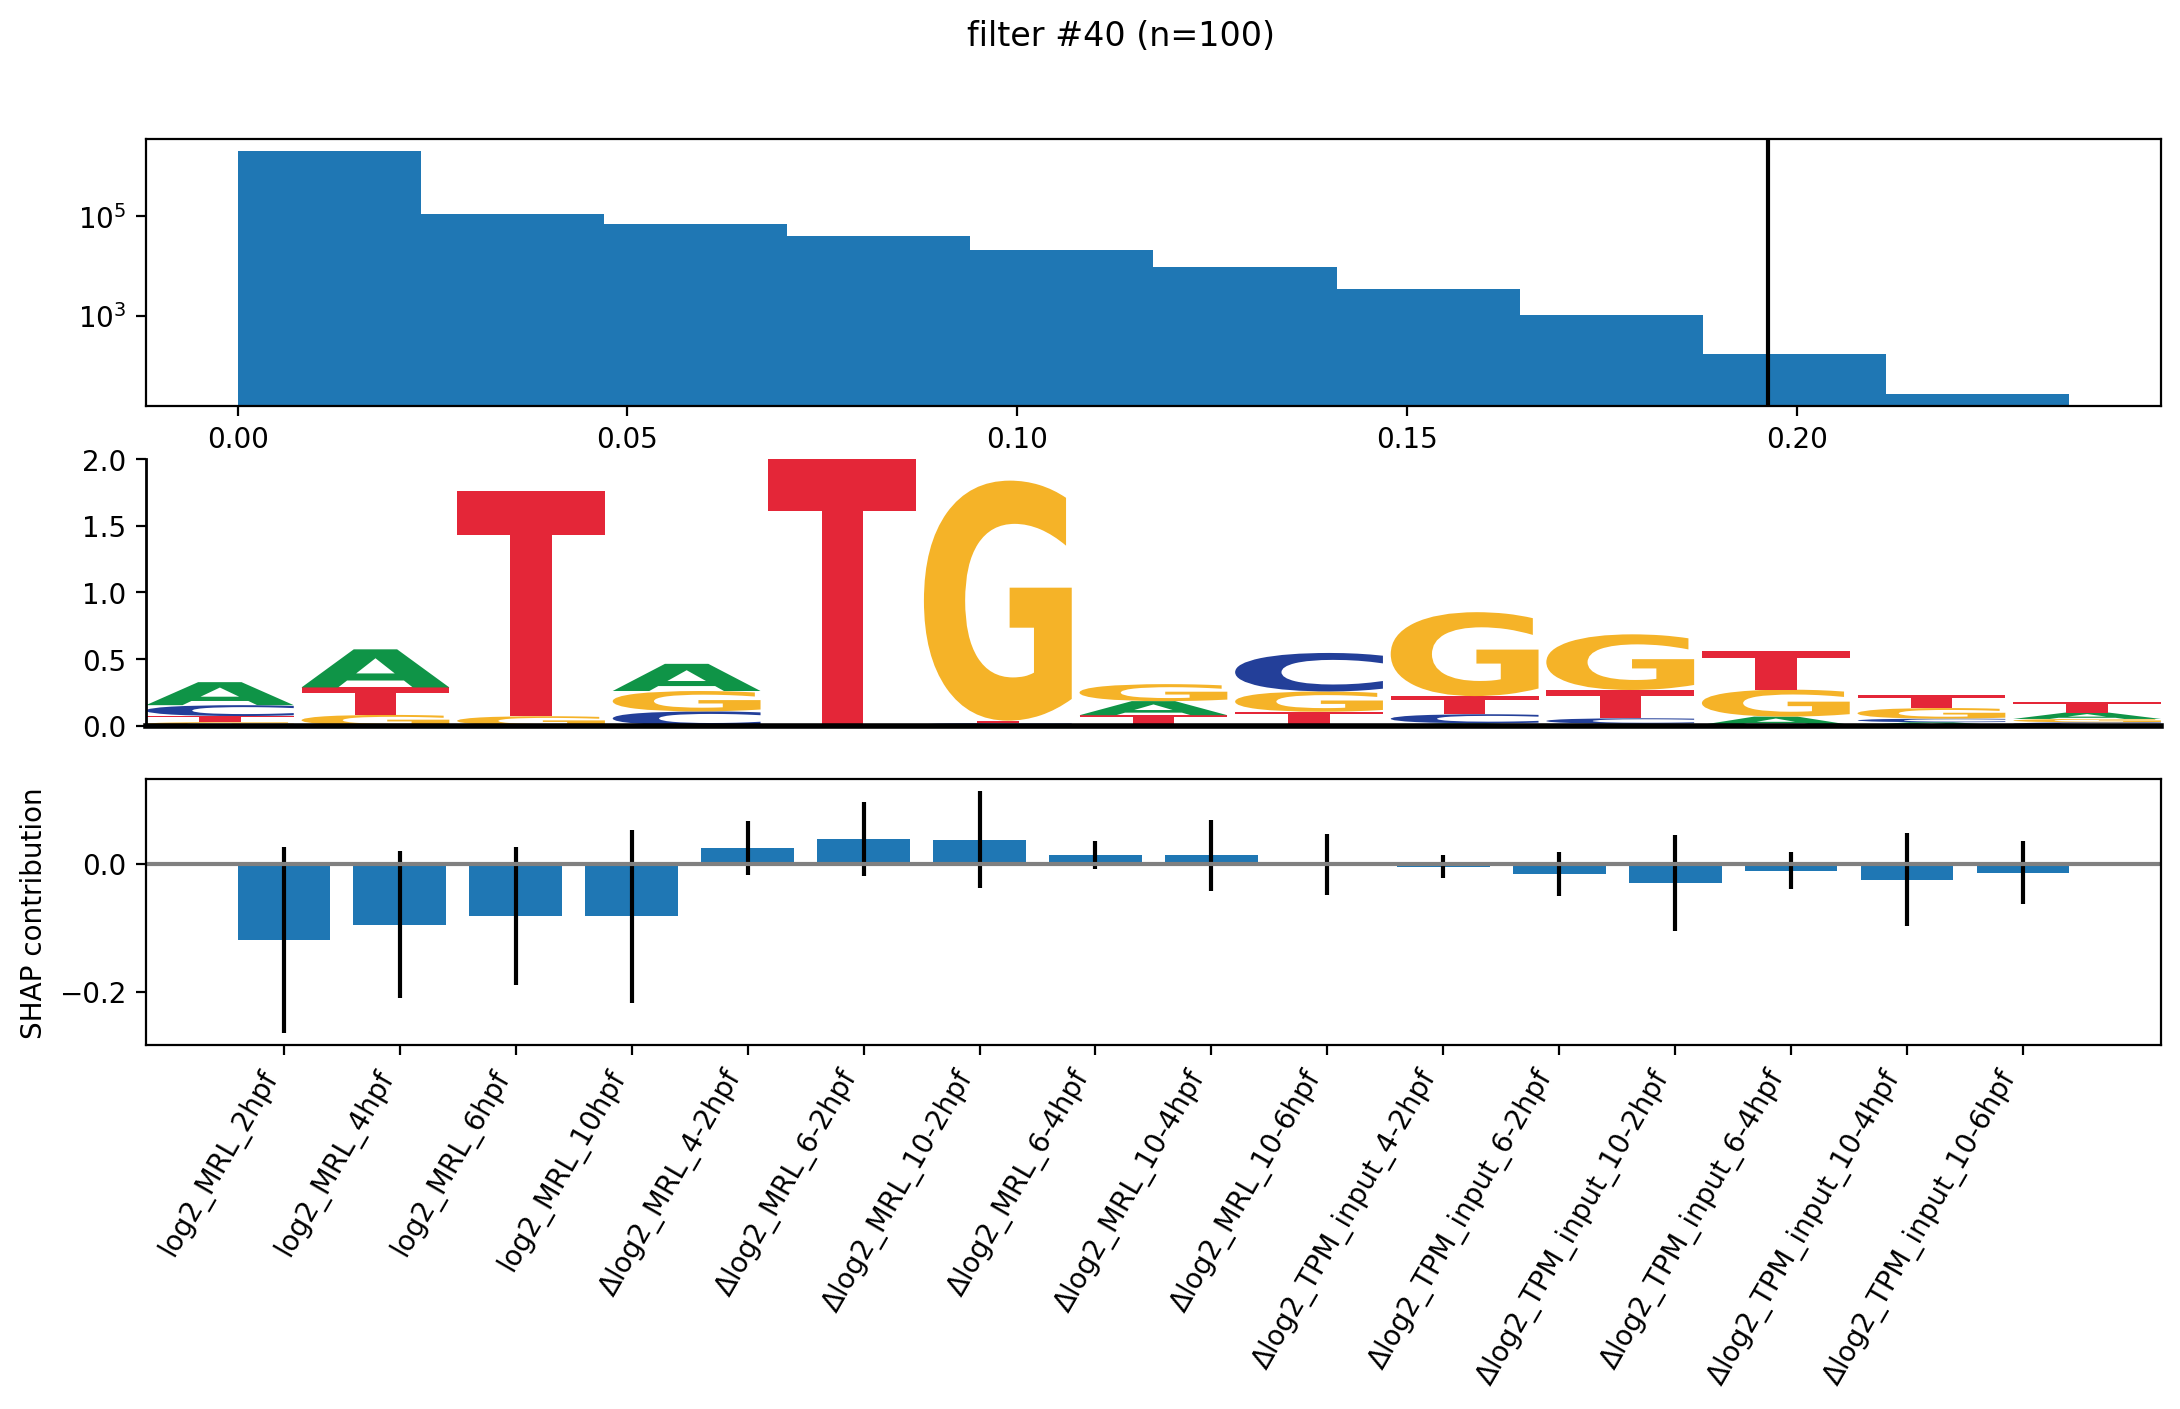 filter #40 (n=100)
10^5
10^3
0.00 0.05 0.10 0.15 0.20
2.0
1.5
1.0
0.5
0.0
SHAP contribution
0.0
−0.2
log2_MRL_2hpf
log2_MRL_4hpf
log2_MRL_6hpf
log2_MRL_10hpf
Δlog2_MRL_4-2hpf
Δlog2_MRL_6-2hpf
Δlog2_MRL_10-2hpf
Δlog2_MRL_6-4hpf
Δlog2_MRL_10-4hpf
Δlog2_MRL_10-6hpf
Δlog2_TPM_input_4-2hpf
Δlog2_TPM_input_6-2hpf
Δlog2_TPM_input_10-2hpf
Δlog2_TPM_input_6-4hpf
Δlog2_TPM_input_10-4hpf
Δlog2_TPM_input_10-6hpf